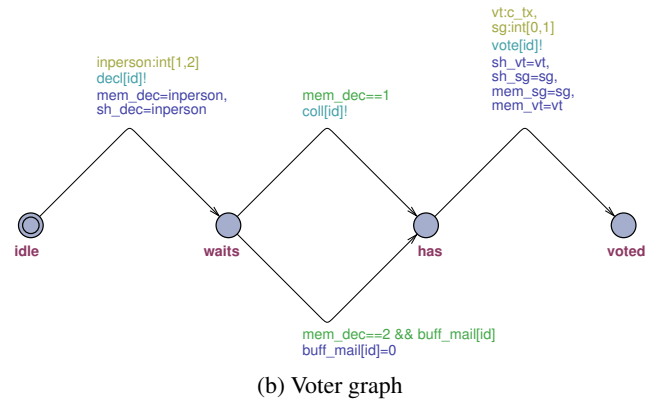 inperson:int[1,2]
decl[id]!
mem_dec=inperson,
sh_dec=inperson
mem_dec==1
coll[id]!
vt:c_tx,
sg:int[0,1]
vote[id]!
sh_vt=vt,
sh_sg=sg,
mem_sg=sg,
mem_vt=vt
idle
waits
has
voted
mem_dec==2 && buff_mail[id]
buff_mail[id]=0
(b) Voter graph